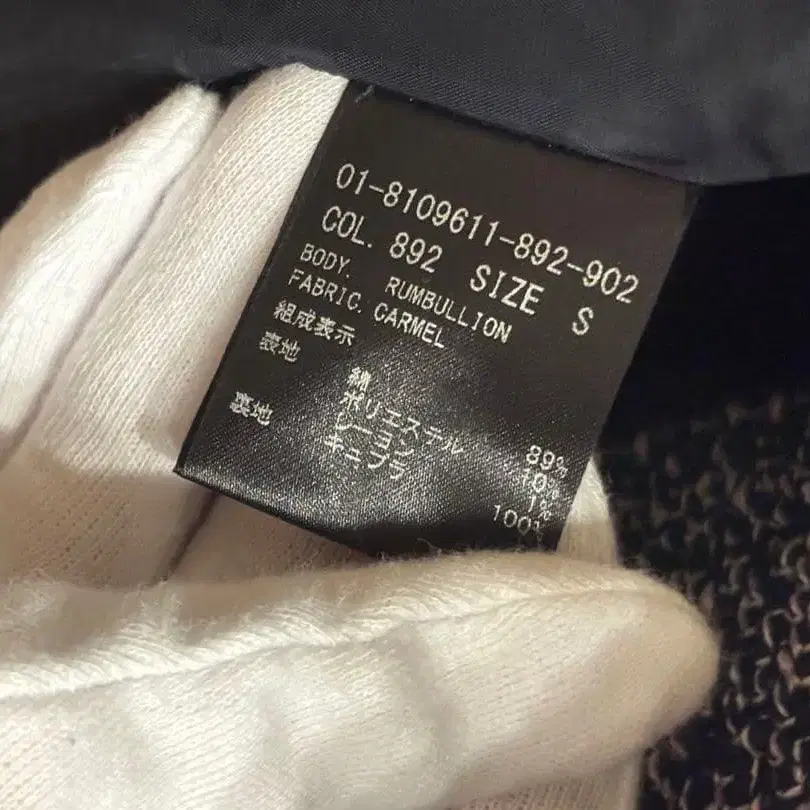 01-8109611-892-902
COL. 892 SIZE S
BODY. RUMBULLION
FABRIC. CARMEL
組成表示
表地 綿 89%
ポリエステル 10%
レーヨン 1%
裏地 キュプラ 100%